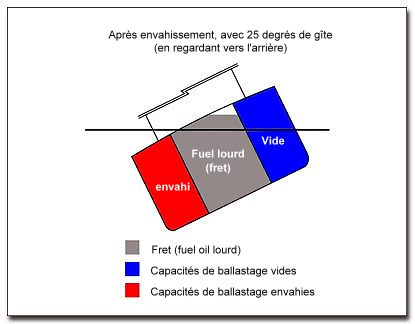 Après envahissement, avec 25 degrés de gîte
(en regardant vers l'arrière)
Vide
Fuel lourd
(fret)
envahi
Fret (fuel oil lourd)
Capacités de ballastage vides
Capacités de ballastage envahies